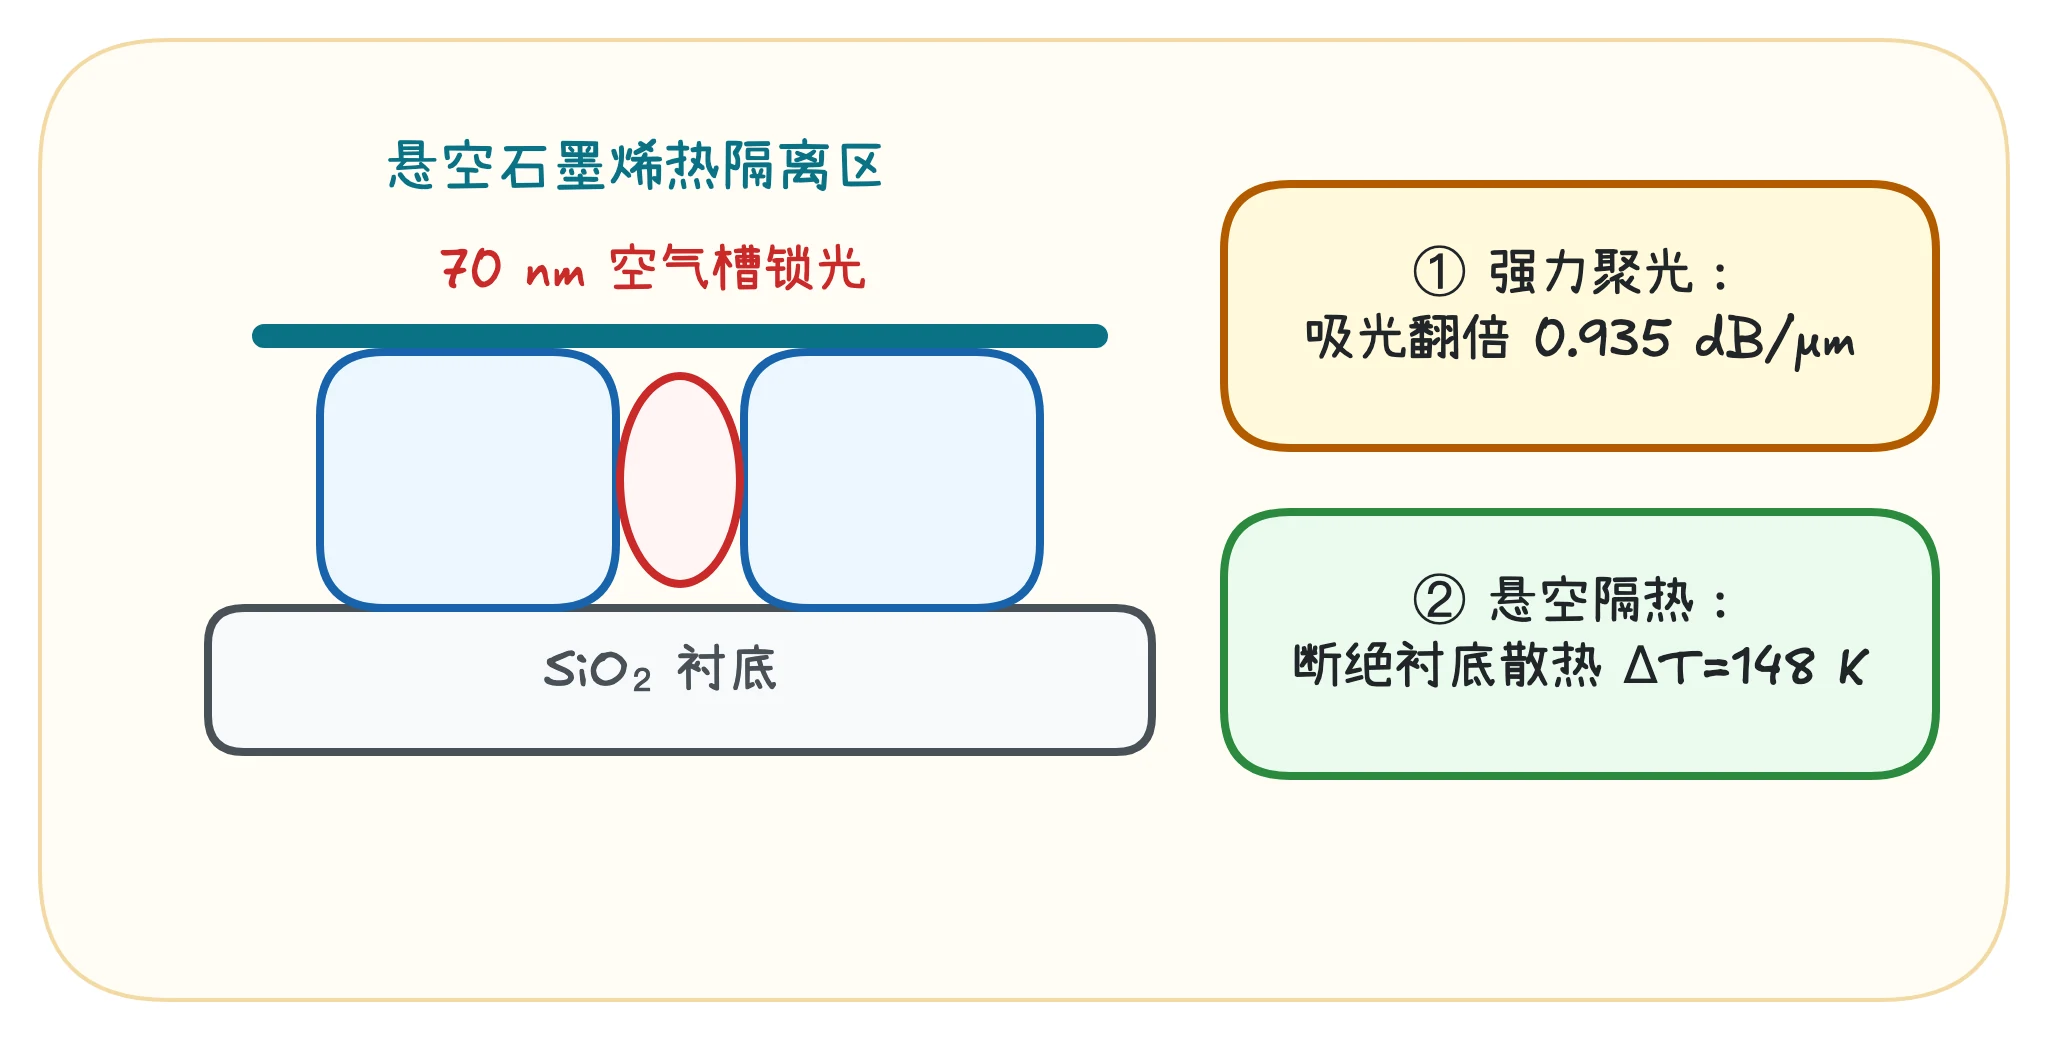 悬空石墨烯热隔离区
70 nm 空气槽锁光
SiO₂ 衬底
① 强力聚光：
吸光翻倍 0.935 dB/μm
② 悬空隔热：
断绝衬底散热 ΔT=148 K